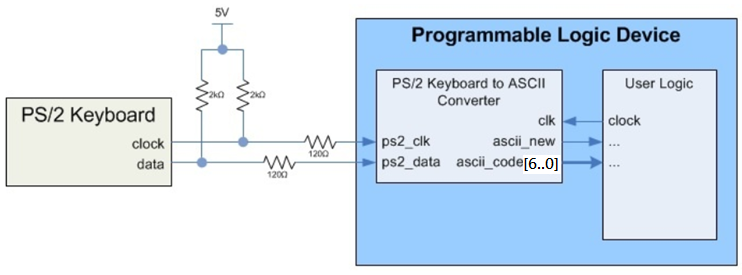 5V
Programmable Logic Device
2kΩ
2kΩ
PS/2 Keyboard
clock
data
120Ω
120Ω
PS/2 Keyboard to ASCII
Converter
clk
ps2_clk
ascii_new
ps2_data
ascii_code[6..0]
User Logic
clock
...
...